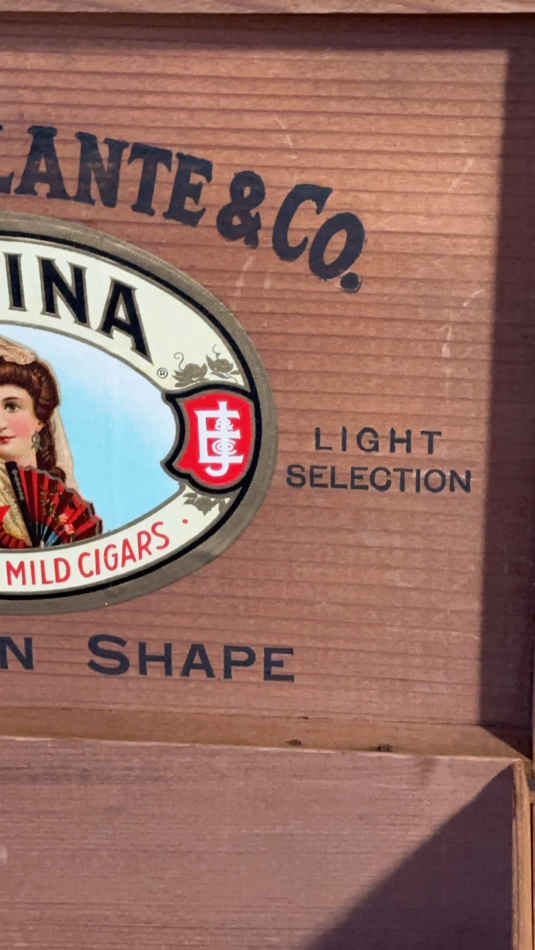 LANTE & CO.
INA
®
LIGHT
SELECTION
MILD CIGARS
N SHAPE